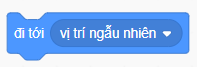 đi tới vị trí ngẫu nhiên